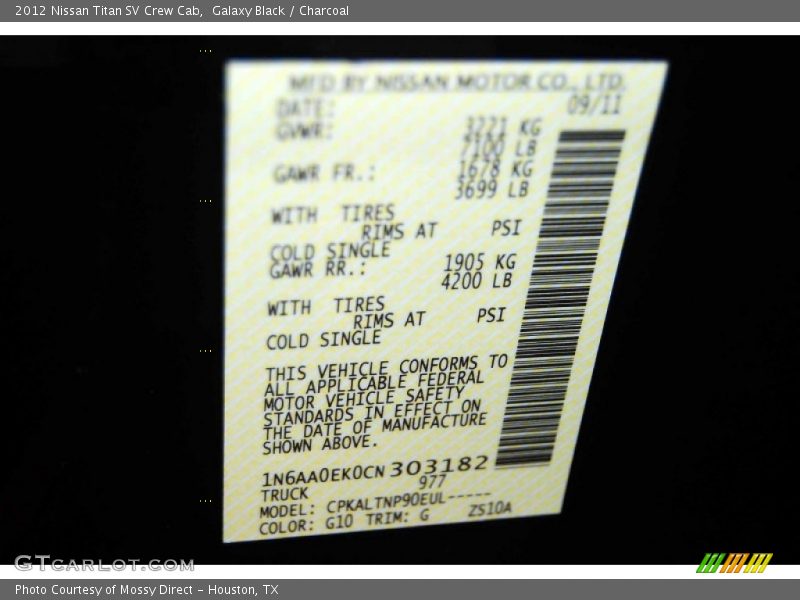 2012 Nissan Titan SV Crew Cab,  Galaxy Black / Charcoal
MFD BY NISSAN MOTOR CO., LTD.
DATE: 09/11
GVWR: 3221 KG
7100 LB
GAWR FR.: 1678 KG
3699 LB
WITH TIRES
RIMS AT PSI
COLD SINGLE
GAWR RR.: 1905 KG
4200 LB
WITH TIRES
RIMS AT PSI
COLD SINGLE
THIS VEHICLE CONFORMS TO
ALL APPLICABLE FEDERAL
MOTOR VEHICLE SAFETY
STANDARDS IN EFFECT ON
THE DATE OF MANUFACTURE
SHOWN ABOVE.
1N6AA0EK0CN303182
TRUCK 977
MODEL: CPKALTNP90EUL-----
COLOR: G10 TRIM: G ZS10A
GTcarlot.com
Photo Courtesy of Mossy Direct – Houston, TX